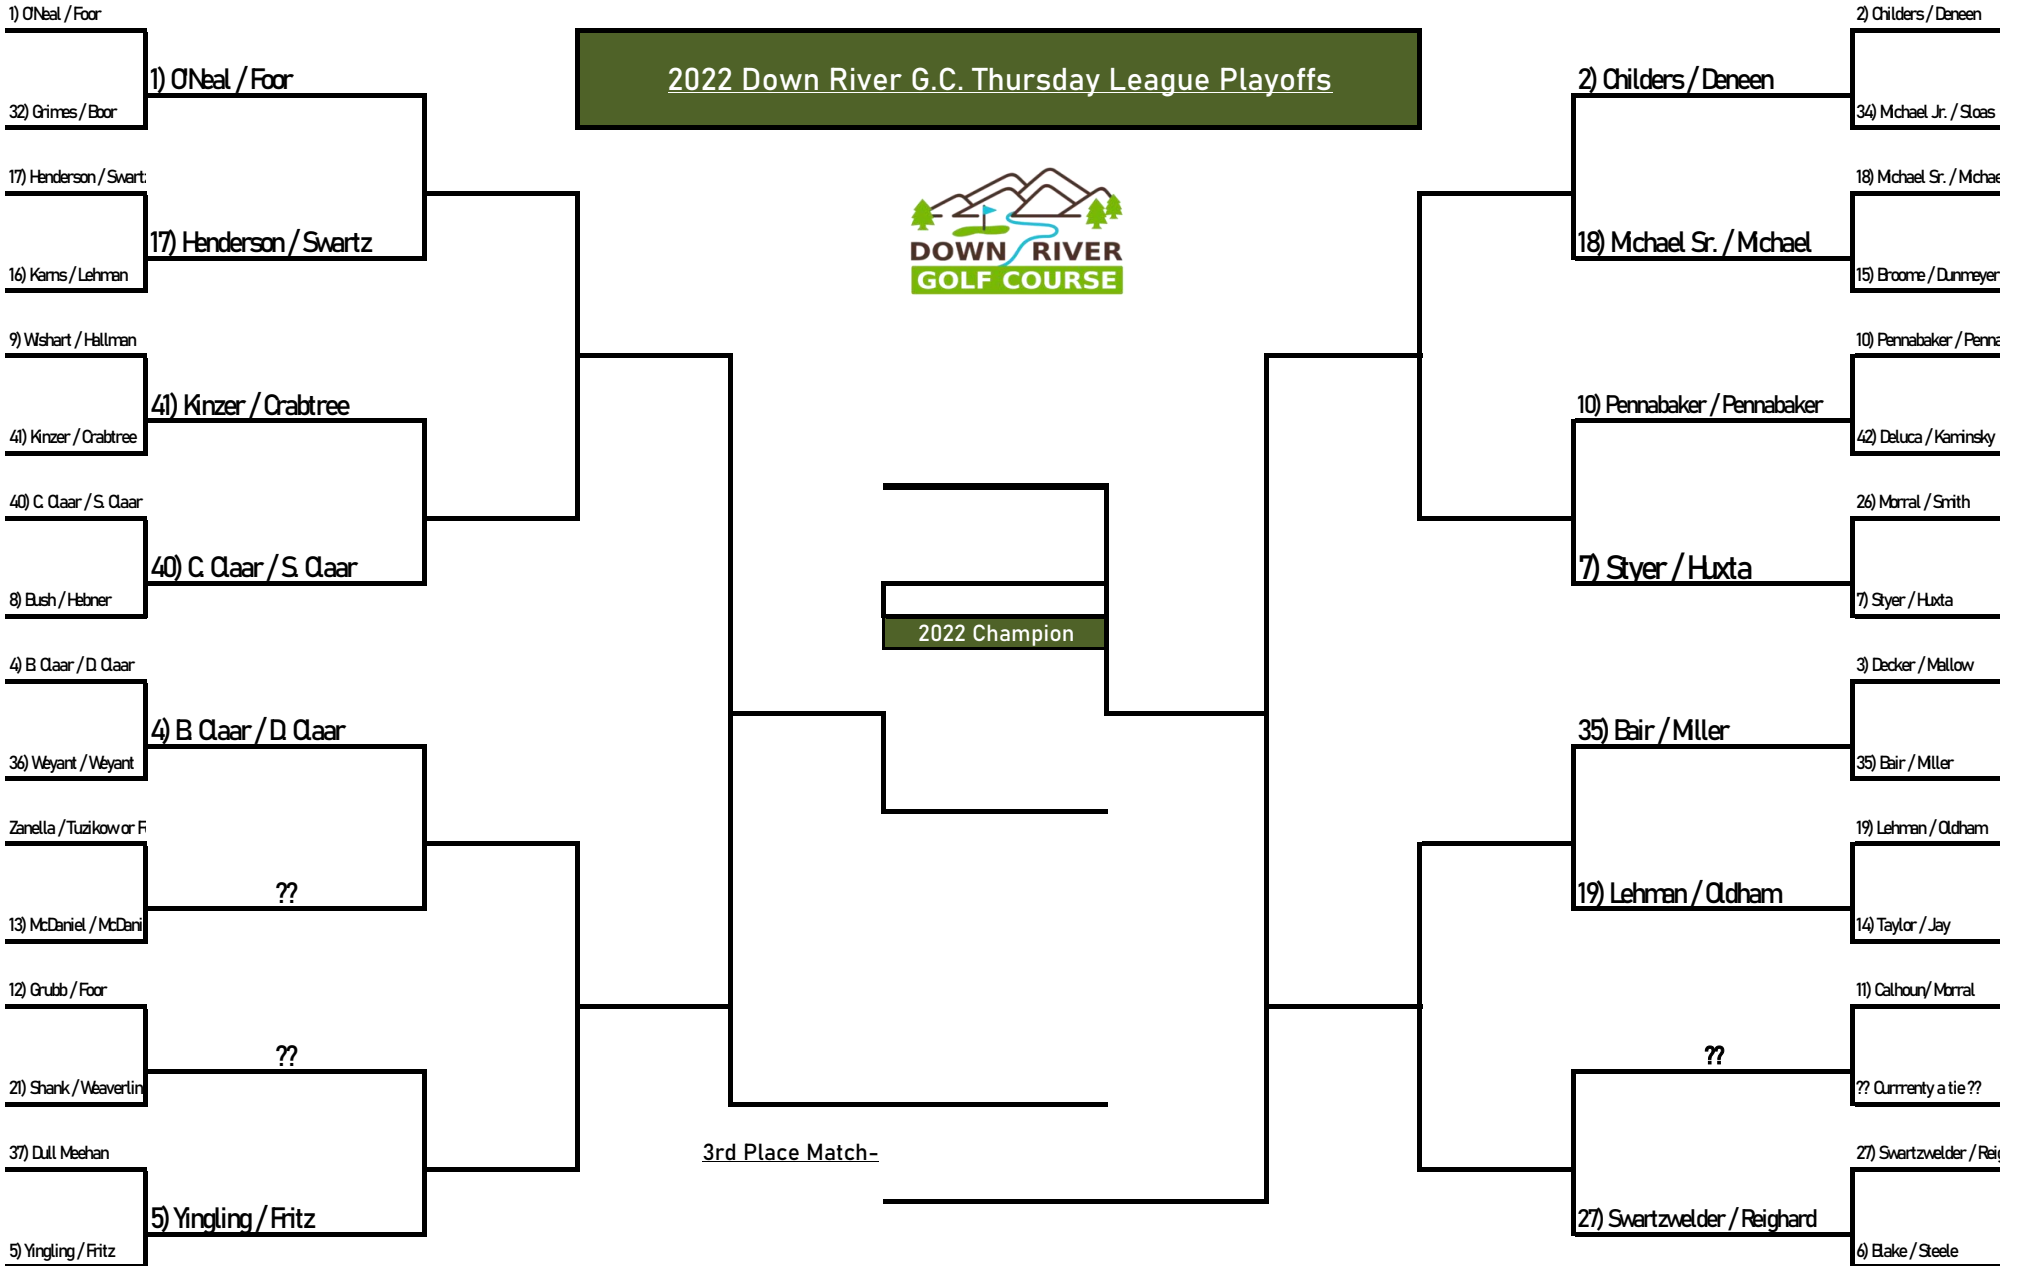 1) O'Neal / Foor
32) Grimes / Boor
17) Henderson / Swartz
16) Karns / Lehman
9) Wishart / Hallman
41) Kinzer / Crabtree
40) C. Claar / S. Claar
8) Bush / Hebner
4) B. Claar / D. Claar
36) Weyant / Weyant
Zanella / Tuzikow or
13) McDaniel / McDani
12) Grubb / Foor
21) Shank / Weaverlin
37) Dull Meehan
5) Yingling / Fritz
1) O'Neal / Foor
17) Henderson / Swartz
41) Kinzer / Crabtree
40) C. Claar / S. Claar
4) B. Claar / D. Claar
??
??
5) Yingling / Fritz
2022 Down River G.C. Thursday League Playoffs
DOWN RIVER
GOLF COURSE
2022 Champion
3rd Place Match-
2) Childers / Deneen
18) Michael Sr. / Michael
10) Pennabaker / Pennabaker
7) Styer / Huxta
35) Bair / Miller
19) Lehman / Oldham
??
27) Swartzwelder / Reighard
2) Childers / Deneen
34) Michael Jr. / Sloas
18) Michael Sr. / Michae
15) Broome / Dunmeyer
10) Pennabaker / Penna
42) Deluca / Kaminsky
26) Morral / Smith
7) Styer / Huxta
3) Decker / Mallow
35) Bair / Miller
19) Lehman / Oldham
14) Taylor / Jay
11) Calhoun/ Morral
?? Currrenty a tie ??
27) Swartzwelder / Reig
6) Blake / Steele